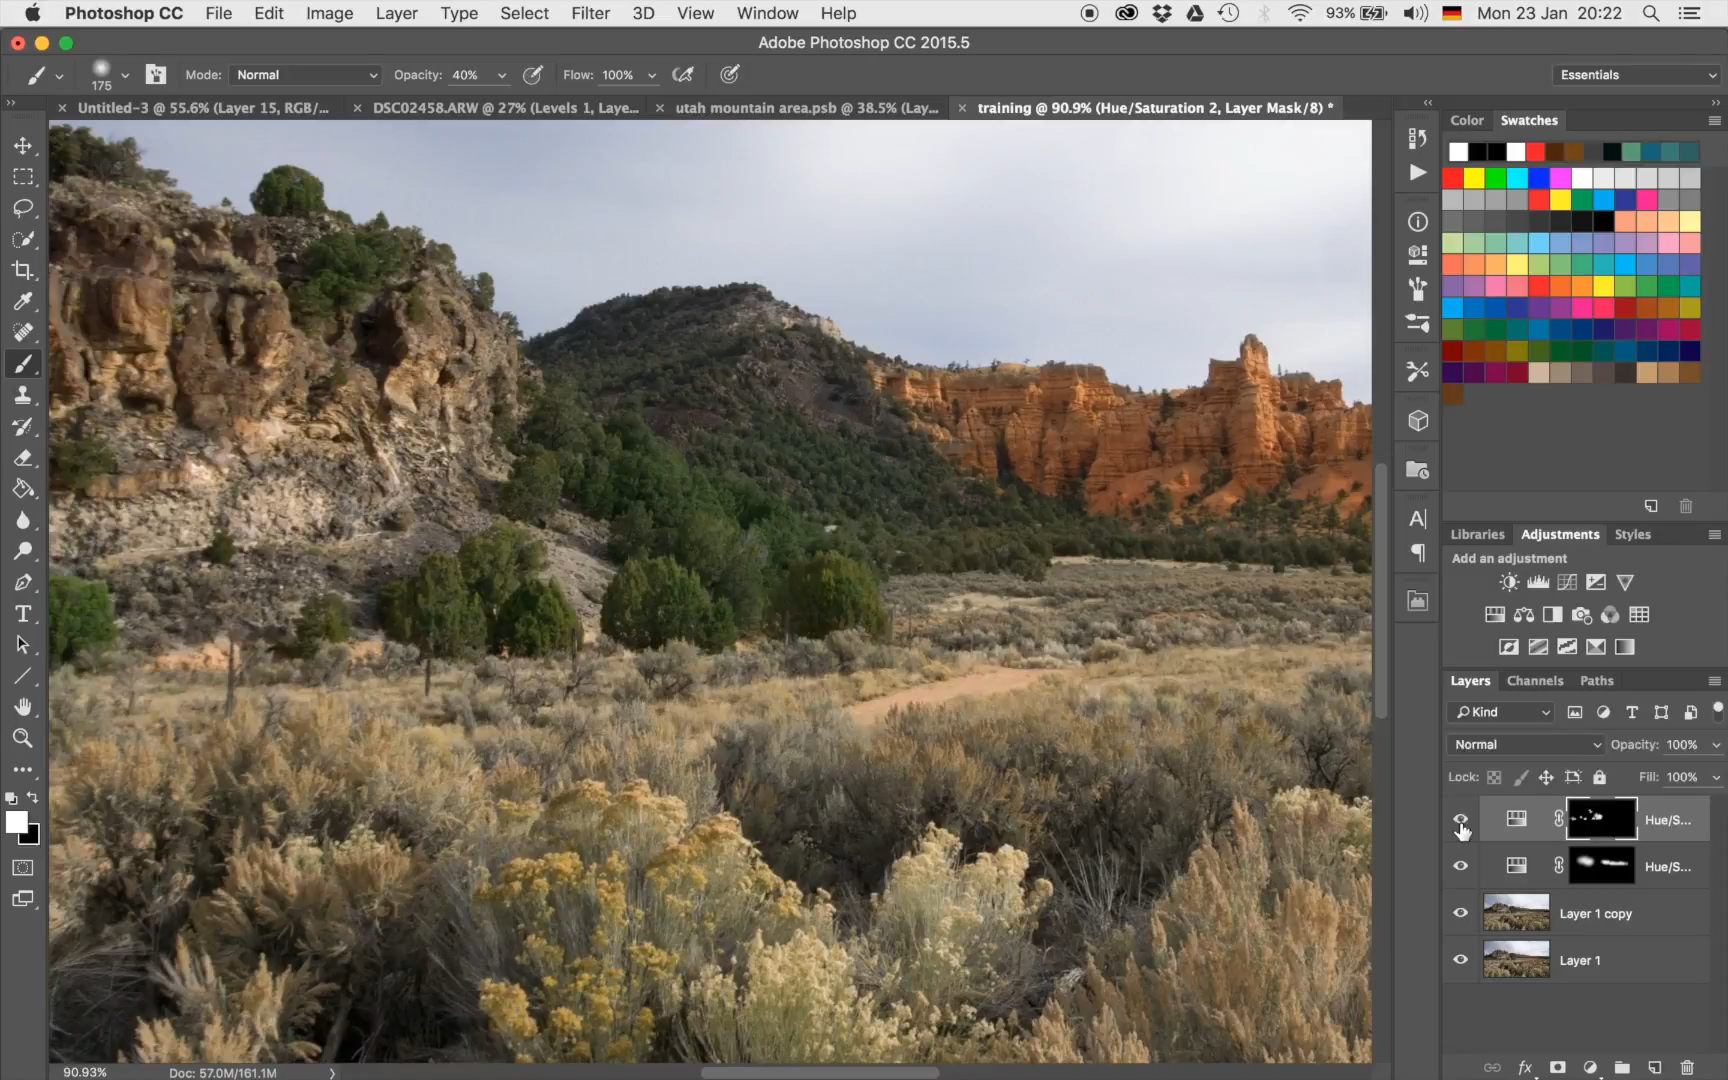 Photoshop CC File Edit Image Layer Type Select Filter 3D View Window Help 93% Mon 23 Jan 20:22
Adobe Photoshop CC 2015.5
175 Mode: Normal Opacity: 40% Flow: 100% Essentials
Untitled-3 @ 55.6% (Layer 15, RGB/... DSC02458.ARW @ 27% (Levels 1, Laye... utah mountain area.psb @ 38.5% (Lay... training @ 90.9% (Hue/Saturation 2, Layer Mask/8) *
Color Swatches
Libraries Adjustments Styles
Add an adjustment
Layers Channels Paths
Kind
Normal Opacity: 100%
Lock: Fill: 100%
Hue/S...
Hue/S...
Layer 1 copy
Layer 1
fx
90.93% Doc: 57.0M/161.1M